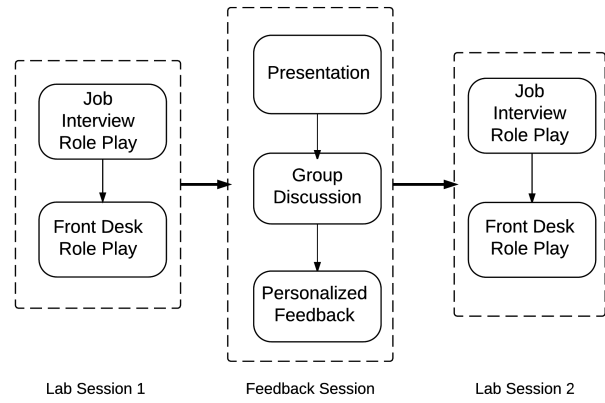 Job
Interview
Role Play
Front Desk
Role Play
Lab Session 1
Presentation
Group
Discussion
Personalized
Feedback
Feedback Session
Job
Interview
Role Play
Front Desk
Role Play
Lab Session 2